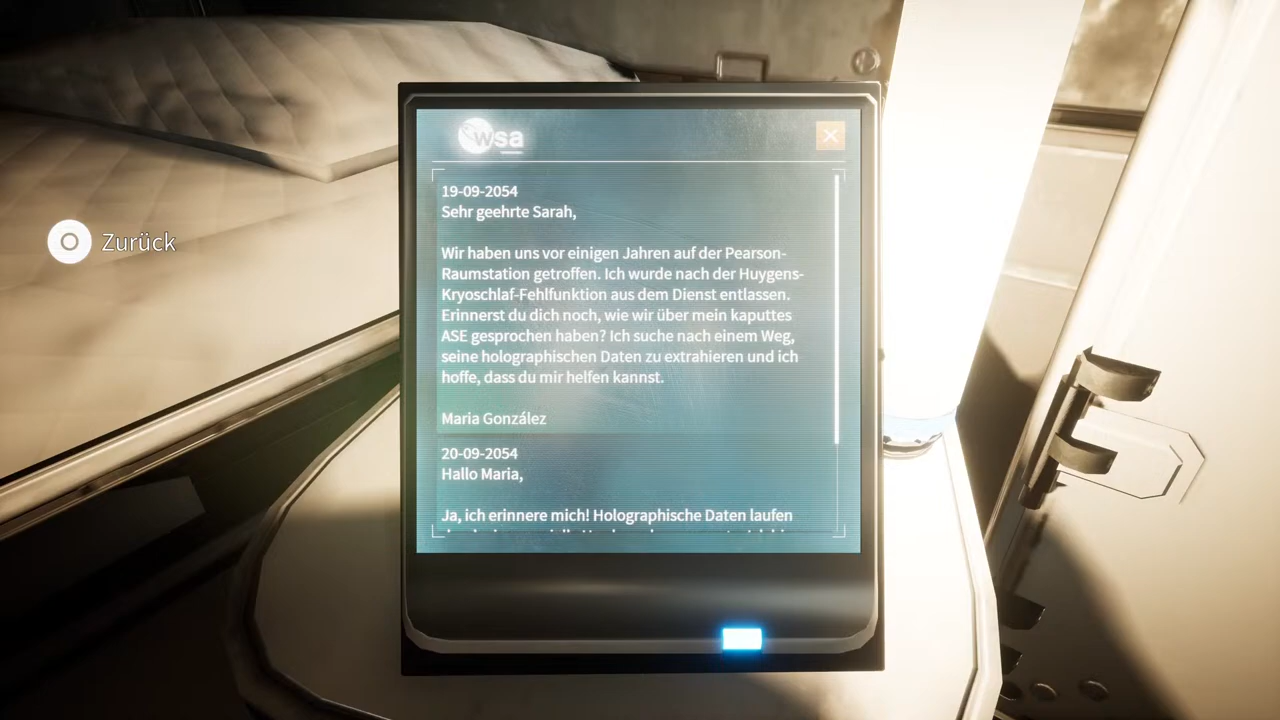 wsa
Zurück
19-09-2054
Sehr geehrte Sarah,
Wir haben uns vor einigen Jahren auf der Pearson-
Raumstation getroffen. Ich wurde nach der Huygens-
Kryoschlaf-Fehlfunktion aus dem Dienst entlassen.
Erinnerst du dich noch, wie wir über mein kaputtes
ASE gesprochen haben? Ich suche nach einem Weg,
seine holographischen Daten zu extrahieren und ich
hoffe, dass du mir helfen kannst.
Maria González
20-09-2054
Hallo Maria,
Ja, ich erinnere mich! Holographische Daten laufen